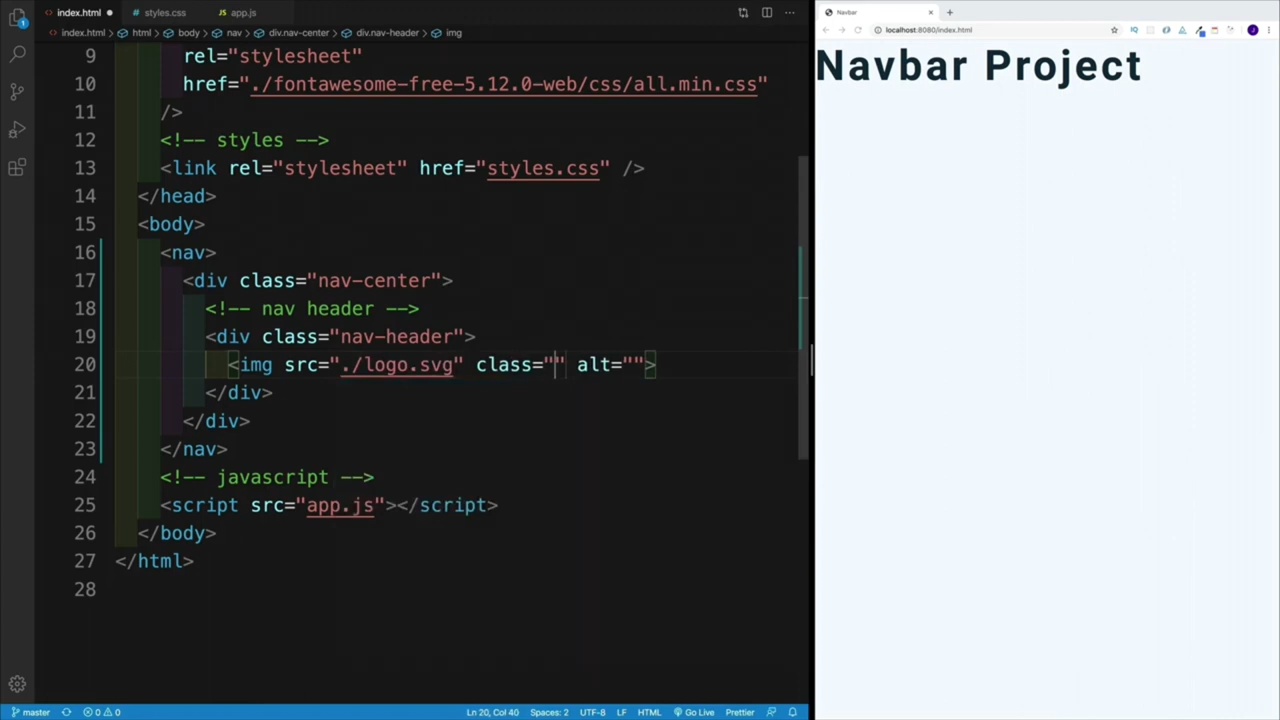 index.html
styles.css
app.js
index.html
html
body
nav
div.nav-center
div.nav-header
img
9 rel="stylesheet"
10 href="./fontawesome-free-5.12.0-web/css/all.min.css"
11 />
12 <!-- styles -->
13 <link rel="stylesheet" href="styles.css" />
14 </head>
15 <body>
16 <nav>
17 <div class="nav-center">
18 <!-- nav header -->
19 <div class="nav-header">
20 <img src="./logo.svg" class="" alt="">
21 </div>
22 </div>
23 </nav>
24 <!-- javascript -->
25 <script src="app.js"></script>
26 </body>
27 </html>
28
master
0
0
Ln 20, Col 40
Spaces: 2
UTF-8
LF
HTML
Go Live
Prettier
1
Navbar
localhost:8080/index.html
J
Navbar Project